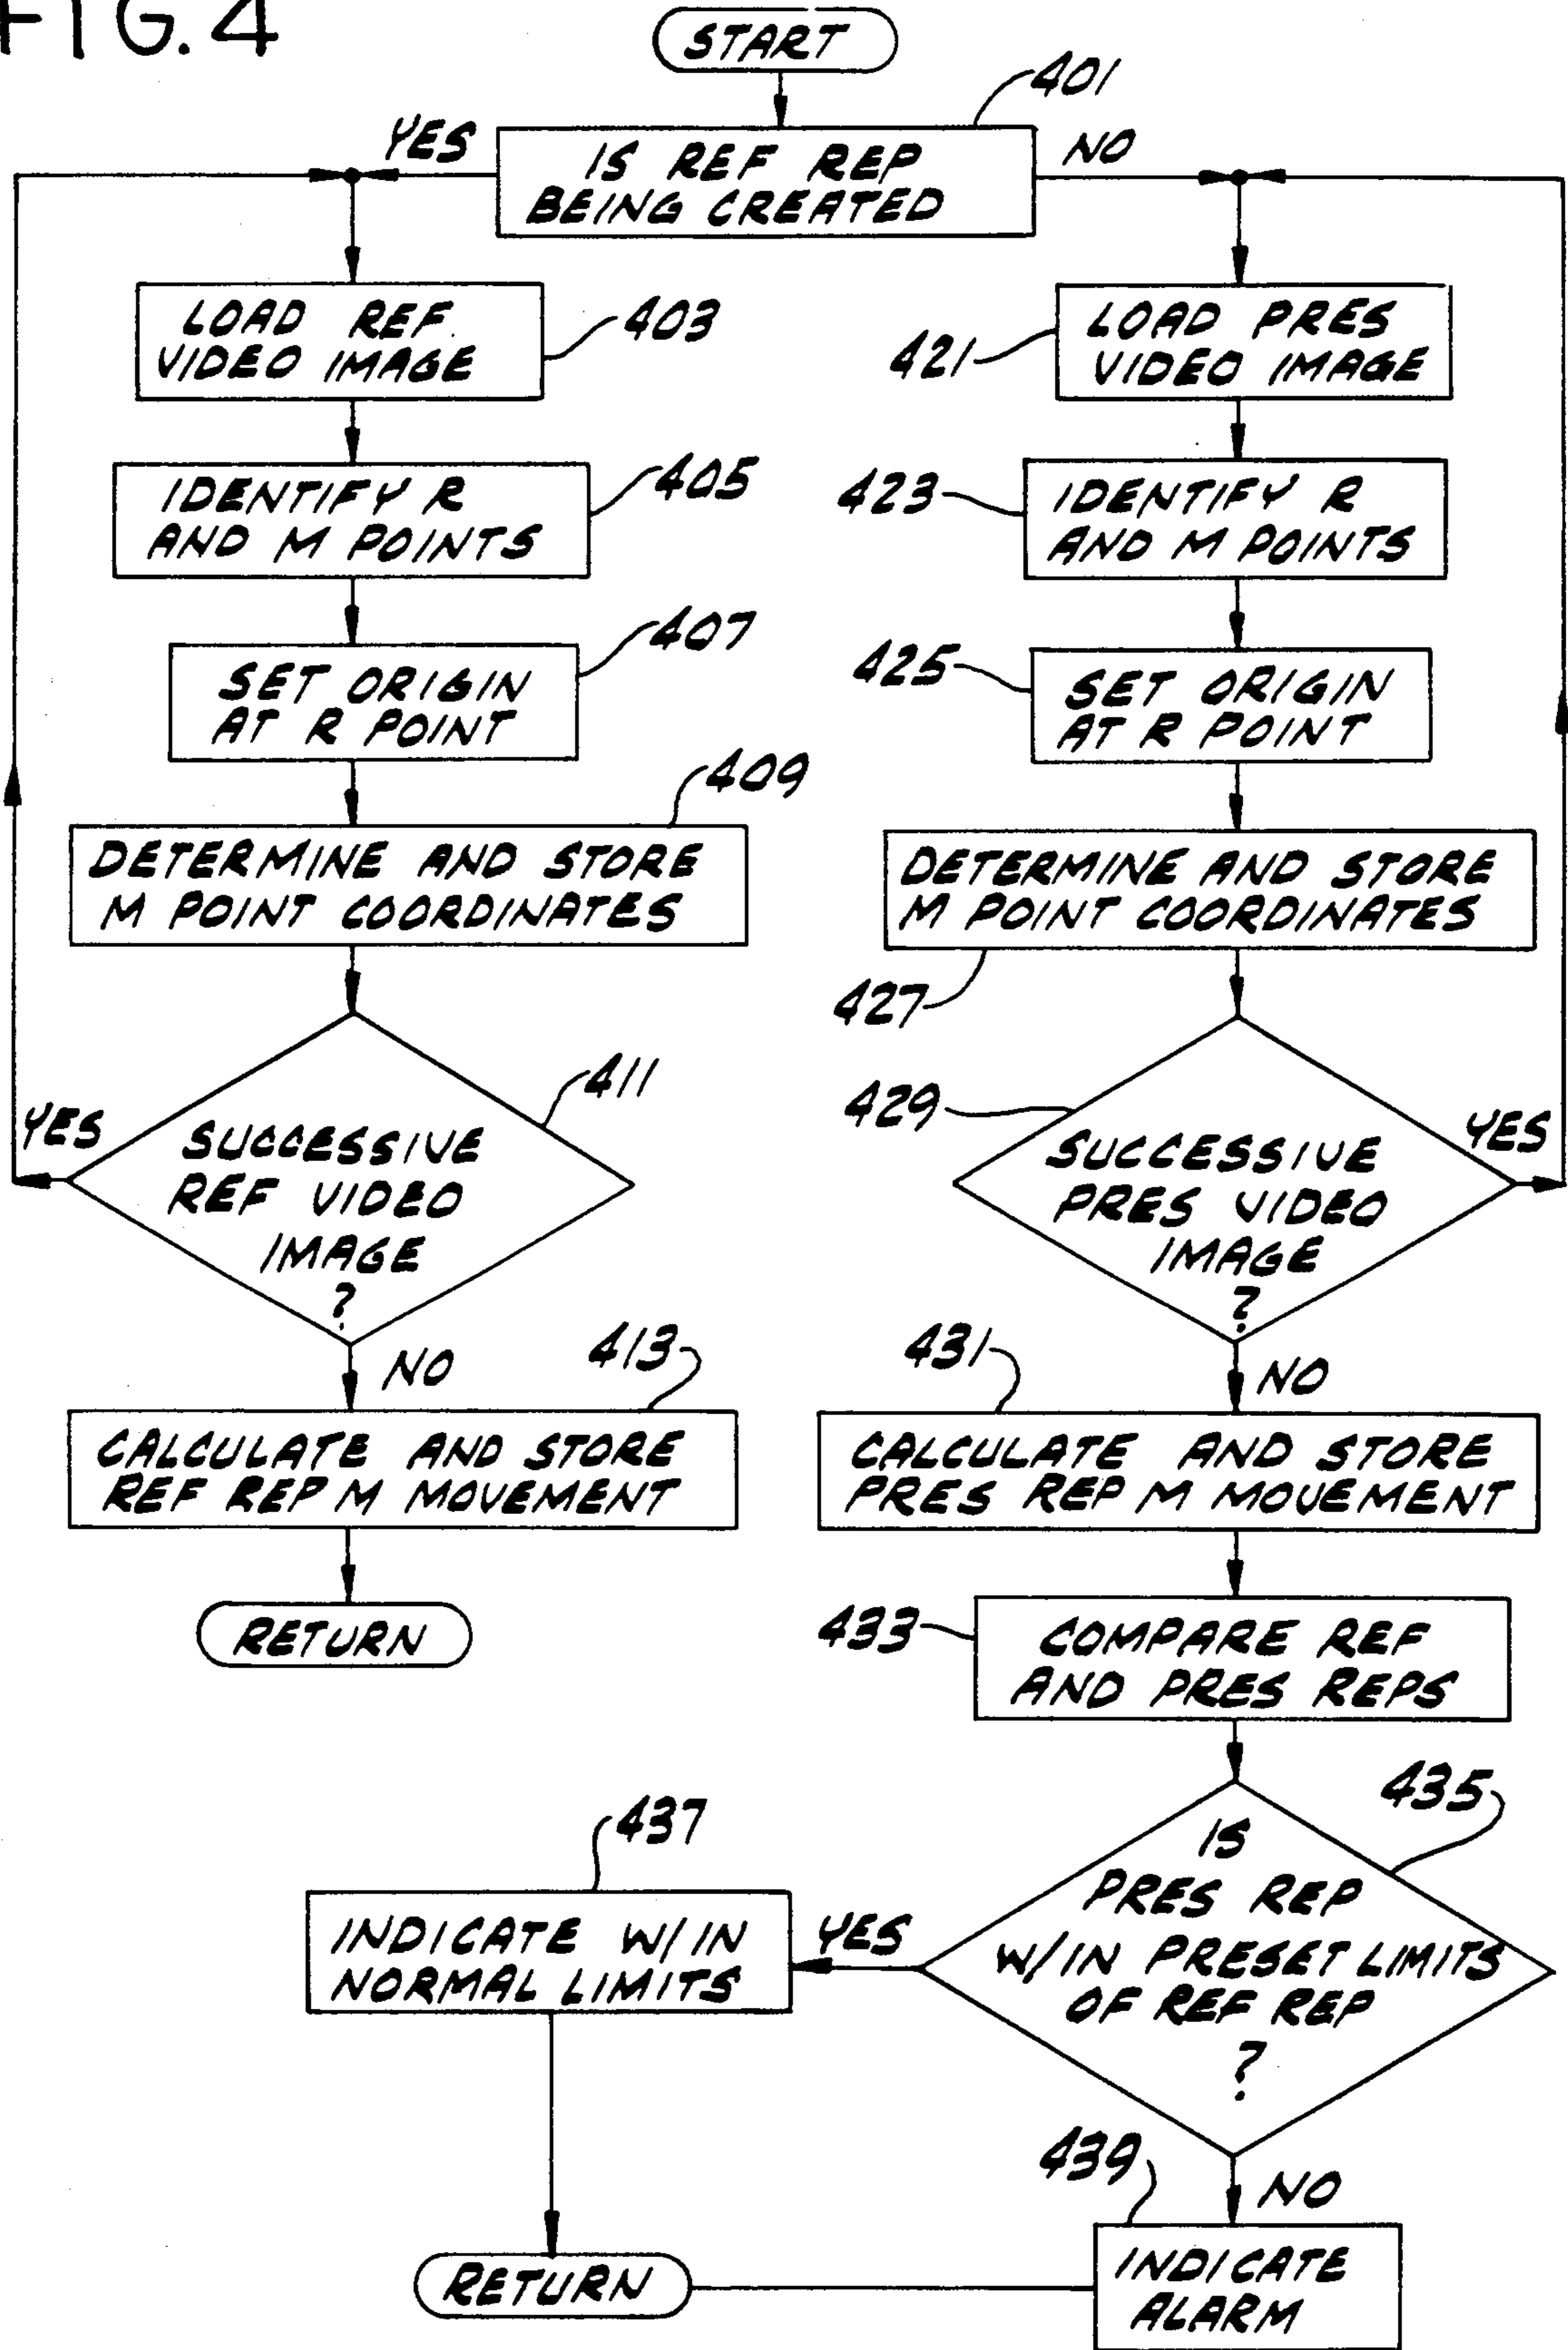 FIG. 4
START
401
YES
IS REF REP
BEING CREATED
NO
LOAD REF
VIDEO IMAGE
403
IDENTIFY R
AND M POINTS
405
SET ORIGIN
AT R POINT
407
DETERMINE AND STORE
M POINT COORDINATES
409
SUCCESSIVE
REF VIDEO
IMAGE
?
411
YES
NO
413
CALCULATE AND STORE
REF REP M MOVEMENT
RETURN
421
LOAD PRES
VIDEO IMAGE
423
IDENTIFY R
AND M POINTS
425
SET ORIGIN
AT R POINT
DETERMINE AND STORE
M POINT COORDINATES
427
429
SUCCESSIVE
PRES VIDEO
IMAGE
?
YES
NO
431
CALCULATE AND STORE
PRES REP M MOVEMENT
433
COMPARE REF
AND PRES REPS
435
IS
PRES REP
W/IN PRESET LIMITS
OF REF REP
?
YES
437
INDICATE W/IN
NORMAL LIMITS
NO
439
INDICATE
ALARM
RETURN